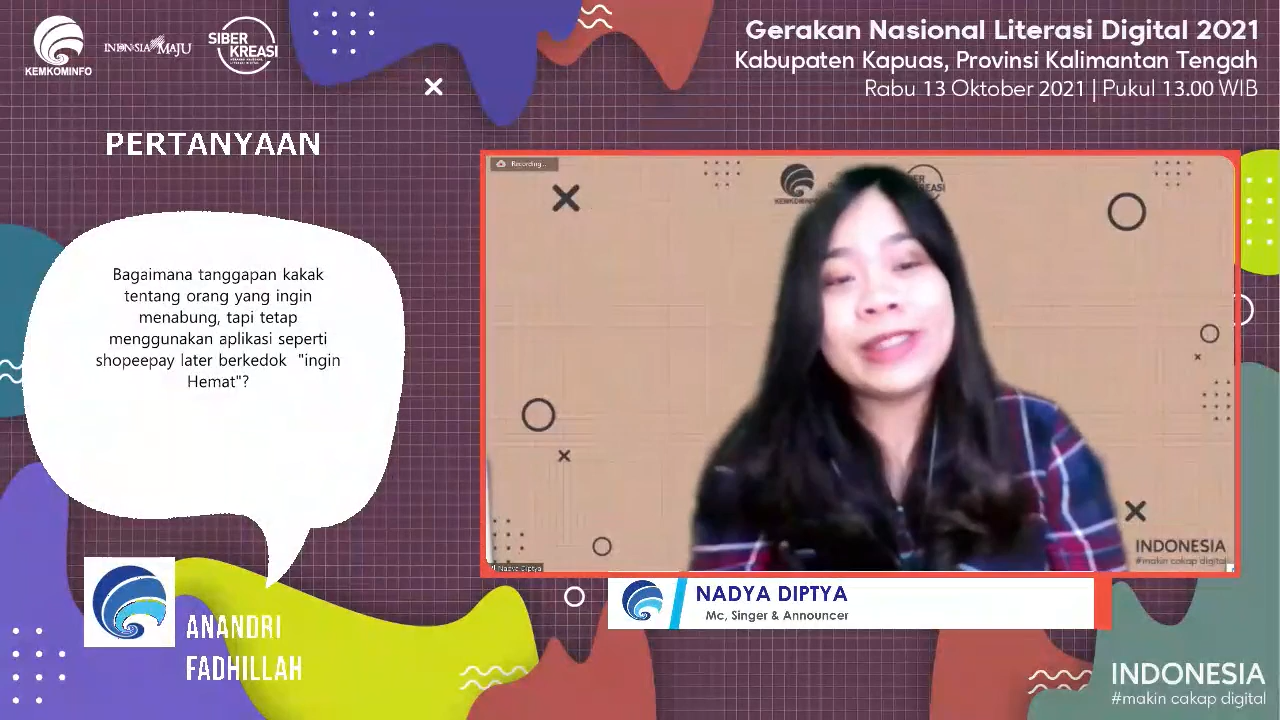 KEMKOMINFO
INDONESIA MAJU
SIBER
KREASI
Gerakan Nasional Literasi Digital 2021
Kabupaten Kapuas, Provinsi Kalimantan Tengah
Rabu 13 Oktober 2021 | Pukul 13.00 WIB
PERTANYAAN
Bagaimana tanggapan kakak
tentang orang yang ingin
menabung, tapi tetap
menggunakan aplikasi seperti
shopeepay later berkedok "ingin
Hemat"?
ANANDRI
FADHILLAH
Recording...
KEMKOMINFO
INDONESIA
#makin cakap digital
Nadya Diptya
NADYA DIPTYA
Mc, Singer & Announcer
INDONESIA
#makin cakap digital